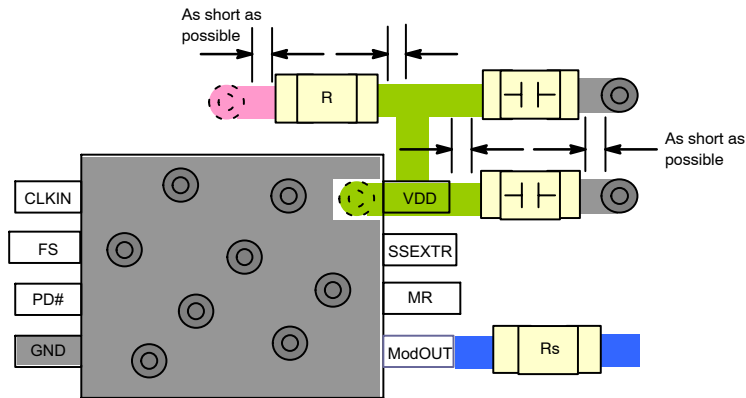 As short as
possible
R
As short as
possible
CLKIN
VDD
FS
SSEXTR
PD#
MR
GND
ModOUT
Rs